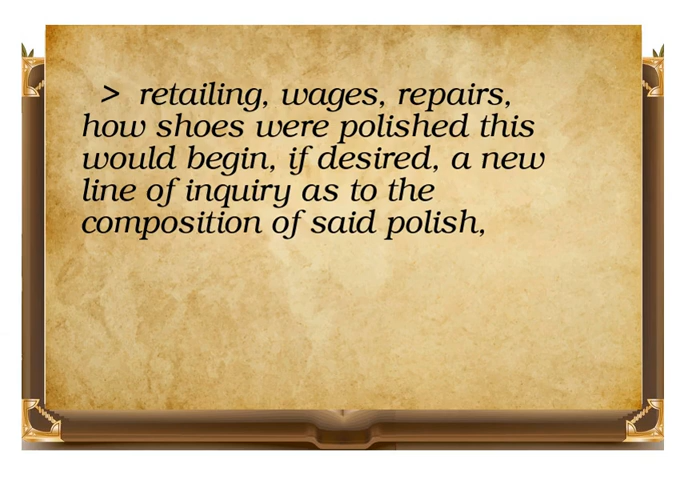 > retailing, wages, repairs,
how shoes were polished this
would begin, if desired, a new
line of inquiry as to the
composition of said polish,